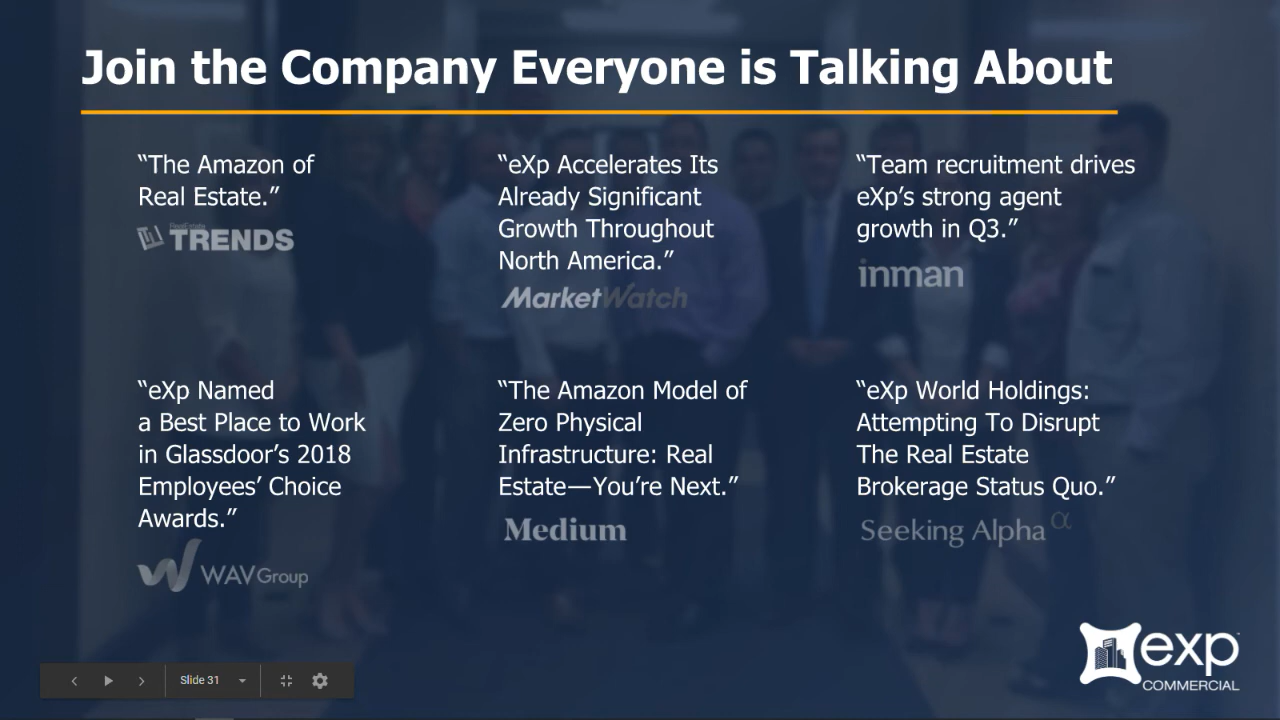 Join the Company Everyone is Talking About
“The Amazon of
Real Estate.”
RealEstate
TRENDS
“eXp Accelerates Its
Already Significant
Growth Throughout
North America.”
MarketWatch
“Team recruitment drives
eXp’s strong agent
growth in Q3.”
inman
“eXp Named
a Best Place to Work
in Glassdoor’s 2018
Employees’ Choice
Awards.”
WAVGroup
“The Amazon Model of
Zero Physical
Infrastructure: Real
Estate—You’re Next.”
Medium
“eXp World Holdings:
Attempting To Disrupt
The Real Estate
Brokerage Status Quo.”
Seeking Alpha α
exp
COMMERCIAL
Slide 31